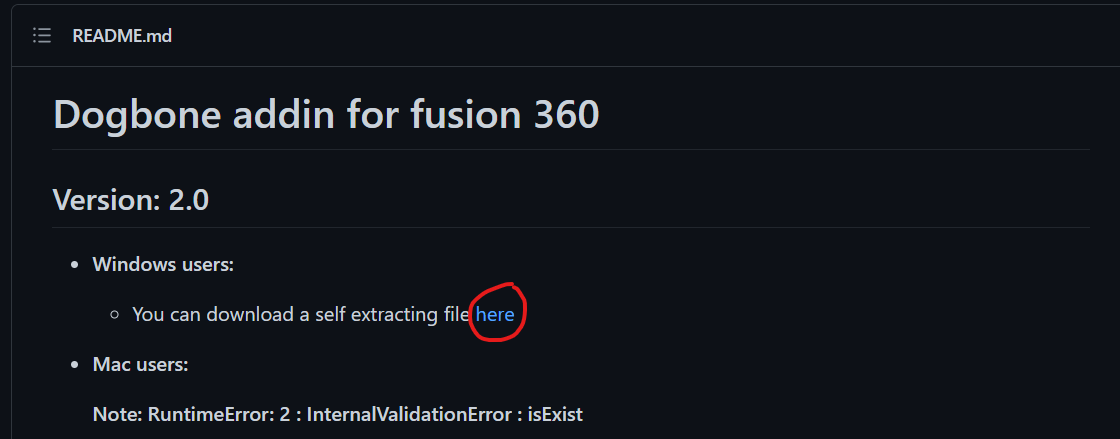 README.md
Dogbone addin for fusion 360
Version: 2.0
Windows users:
You can download a self extracting file here
Mac users:
Note: RuntimeError: 2 : InternalValidationError : isExist